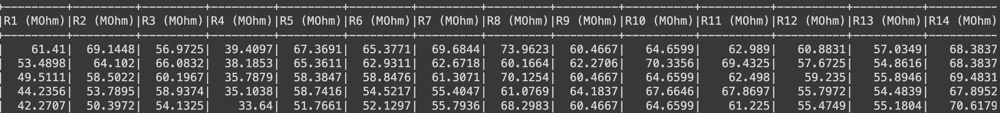 +---------+---------+---------+---------+---------+---------+---------+---------+---------+----------+----------+----------+----------+----------
|R1 (MOhm)|R2 (MOhm)|R3 (MOhm)|R4 (MOhm)|R5 (MOhm)|R6 (MOhm)|R7 (MOhm)|R8 (MOhm)|R9 (MOhm)|R10 (MOhm)|R11 (MOhm)|R12 (MOhm)|R13 (MOhm)|R14 (MOhm)
+---------+---------+---------+---------+---------+---------+---------+---------+---------+----------+----------+----------+----------+----------
|    61.41|  69.1448|  56.9725|  39.4097|  67.3691|  65.3771|  69.6844|  73.9623|  60.4667|   64.6599|    62.989|   60.8831|   57.0349|   68.3837
|  53.4898|   64.102|  66.0832|  38.1853|  65.3611|  62.9311|  62.6718|  60.1664|  62.2706|   70.3356|   69.4325|   57.6725|   54.8616|   68.3837
|  49.5111|  58.5022|  60.1967|  35.7879|  58.3847|  58.8476|  61.3071|  70.1254|  60.4667|   64.6599|    62.498|    59.235|   55.8946|   69.4831
|  44.2356|  53.7895|  58.9374|  35.1038|  58.7416|  54.5217|  55.4047|  61.0769|  64.1837|   67.6646|   67.8697|   55.7972|   54.4839|   67.8952
|  42.2707|  50.3972|  54.1325|    33.64|  51.7661|  52.1297|  55.7936|  68.2983|  60.4667|   64.6599|    61.225|   55.4749|   55.1804|   70.6179